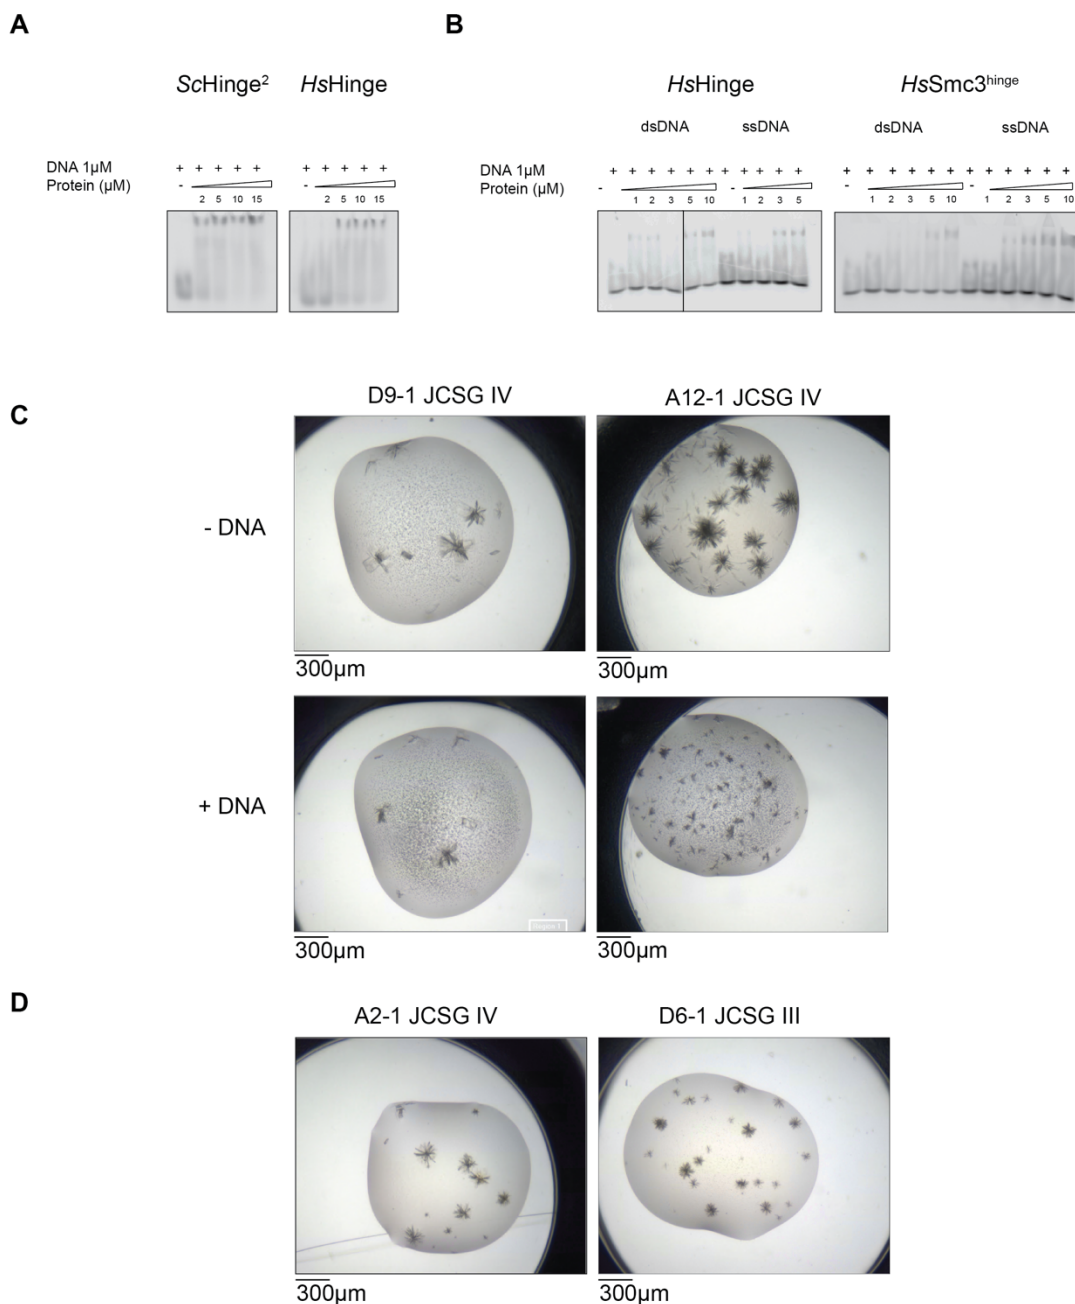 A
B
ScHinge²
HsHinge
DNA 1µM
+ + + + +
+ + + + +
Protein (µM)
-
2 5 10 15
-
2 5 10 15
HsHinge
HsSmc3ʰⁱⁿᵍᵉ
dsDNA
ssDNA
dsDNA
ssDNA
DNA 1µM
+ + + + + + + + + + +
+ + + + + + + + + + + +
Protein (µM)
-
1 2 3 5 10
-
1 2 3 5
-
1 2 3 5 10
-
1 2 3 5 10
C
D9-1 JCSG IV
A12-1 JCSG IV
- DNA
300µm
300µm
+ DNA
300µm
300µm
D
A2-1 JCSG IV
D6-1 JCSG III
300µm
300µm